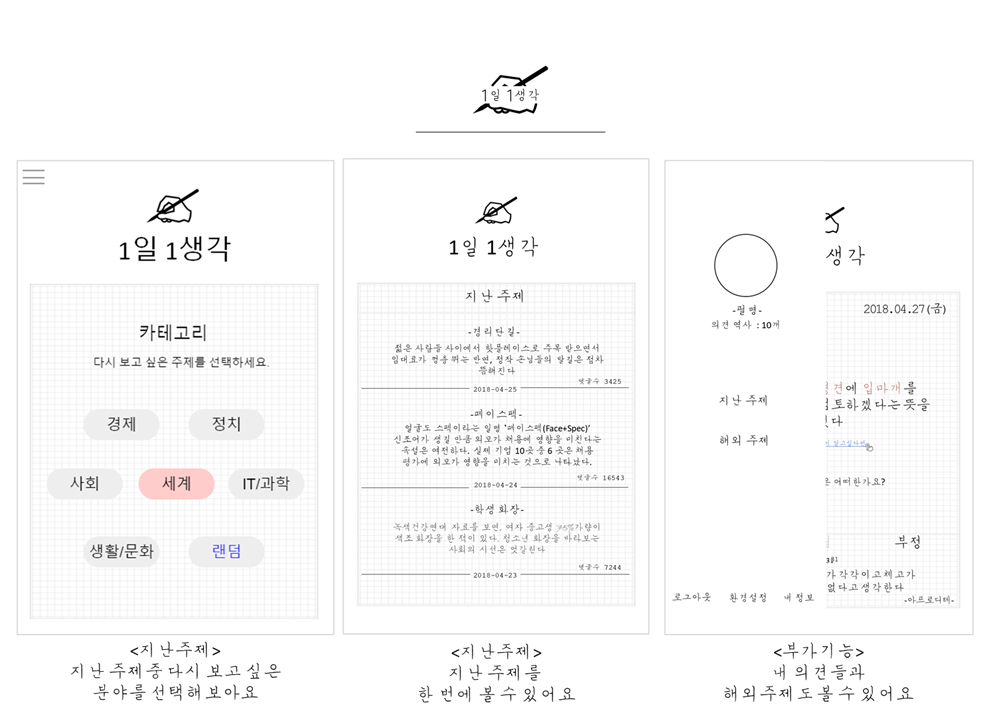 1일 1생각
1일 1생각
카테고리
다시 보고 싶은 주제를 선택하세요.
경제
정치
사회
세계
IT/과학
생활/문화
랜덤
<지난주제>
지난 주제 중 다시 보고 싶은
분야를 선택해 보아요
1일 1생각
지난 주제
-경리단길-
젊은 사람들 사이에서 핫플레이스로 주목 받으면서
임대료가 껑충 뛰는 반면, 정작 손님들의 발길은 점차
뜸해진다
댓글수 3425
2018-04-25
-페이스펙-
얼굴도 스펙이라는 일명 '페이스펙(Face+Spec)'
신조어가 생길 만큼 외모가 채용에 영향을 미친다는
속설은 여전하다. 실제 기업 10곳 중 6 곳은 채용
평가에 외모가 영향을 미치는 것으로 나타났다.
댓글수 16543
2018-04-24
-학생 화장-
녹색건강연대 자료를 보면, 여자 중고생 75%가량이
색조 화장을 한 적이 있다. 청소년 화장을 바라보는
사회의 시선은 엇갈린다
댓글수 7244
2018-04-23
<지난주제>
지난 주제를
한 번에 볼 수 있어요
생각
-필명-
의견 역사 : 10개
2018.04.27(금)
지난 주제
해외 주제
견에 입마개를
토하겠다는 뜻을
다
은 어떠한가요?
부정
가 각각이고 체고가
없다고 생각한다
-아프로디테-
로그아웃 환경설정 내 정보
<부가기능>
내 의견들과
해외주제도 볼 수 있어요